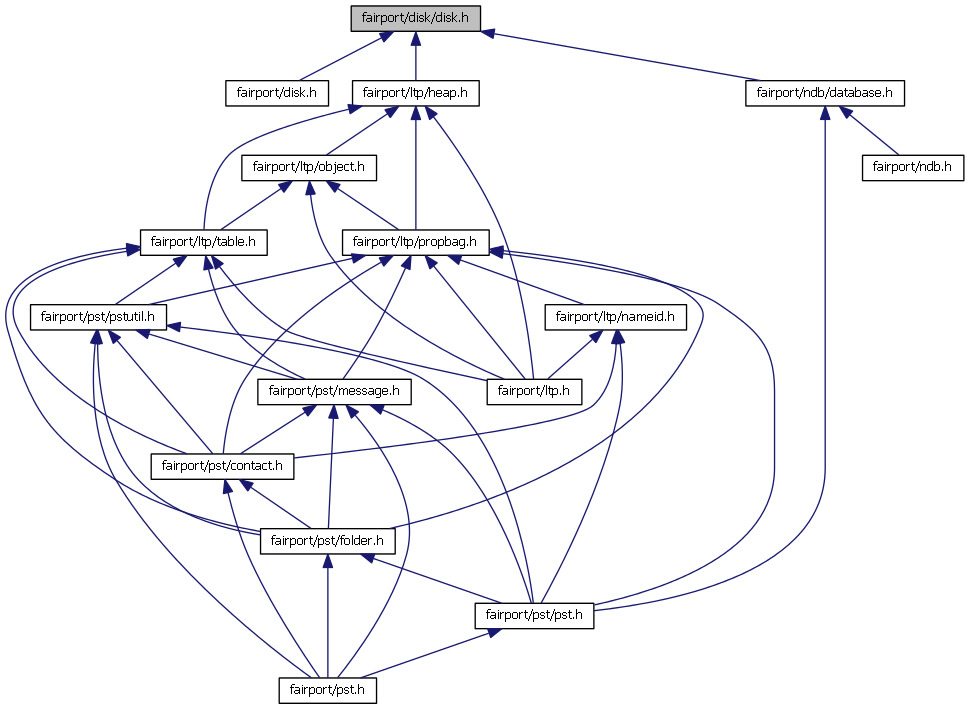 fairport/disk/disk.h
fairport/disk.h
fairport/ltp/heap.h
fairport/ndb/database.h
fairport/ltp/object.h
fairport/ndb.h
fairport/ltp/table.h
fairport/ltp/propbag.h
fairport/pst/pstutil.h
fairport/ltp/nameid.h
fairport/pst/message.h
fairport/ltp.h
fairport/pst/contact.h
fairport/pst/folder.h
fairport/pst/pst.h
fairport/pst.h